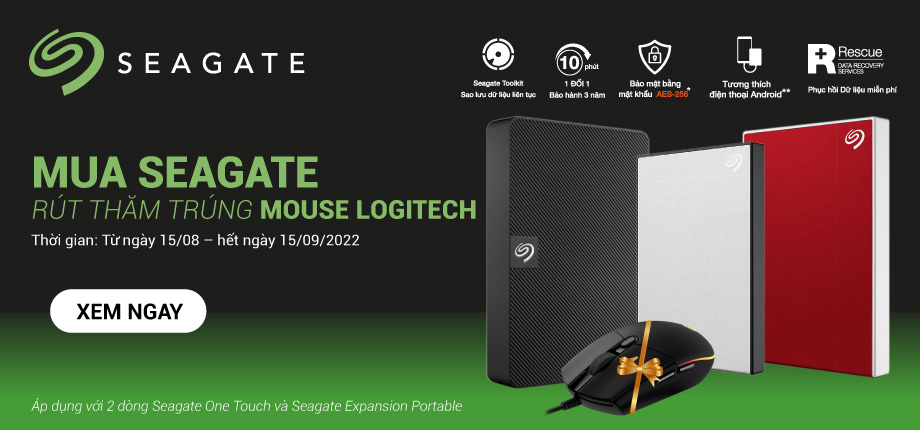 SEAGATE
Seagate Toolkit
Sao lưu dữ liệu liên tục
10 phút
1 ĐỔI 1
Bảo hành 3 năm
Bảo mật bằng
mật khẩu AES-256*
Tương thích
điện thoại Android**
R Rescue
DATA RECOVERY
SERVICES
Phục hồi Dữ liệu miễn phí
MUA SEAGATE
RÚT THĂM TRÚNG MOUSE LOGITECH
Thời gian: Từ ngày 15/08 – hết ngày 15/09/2022
XEM NGAY
Áp dụng với 2 dòng Seagate One Touch và Seagate Expansion Portable